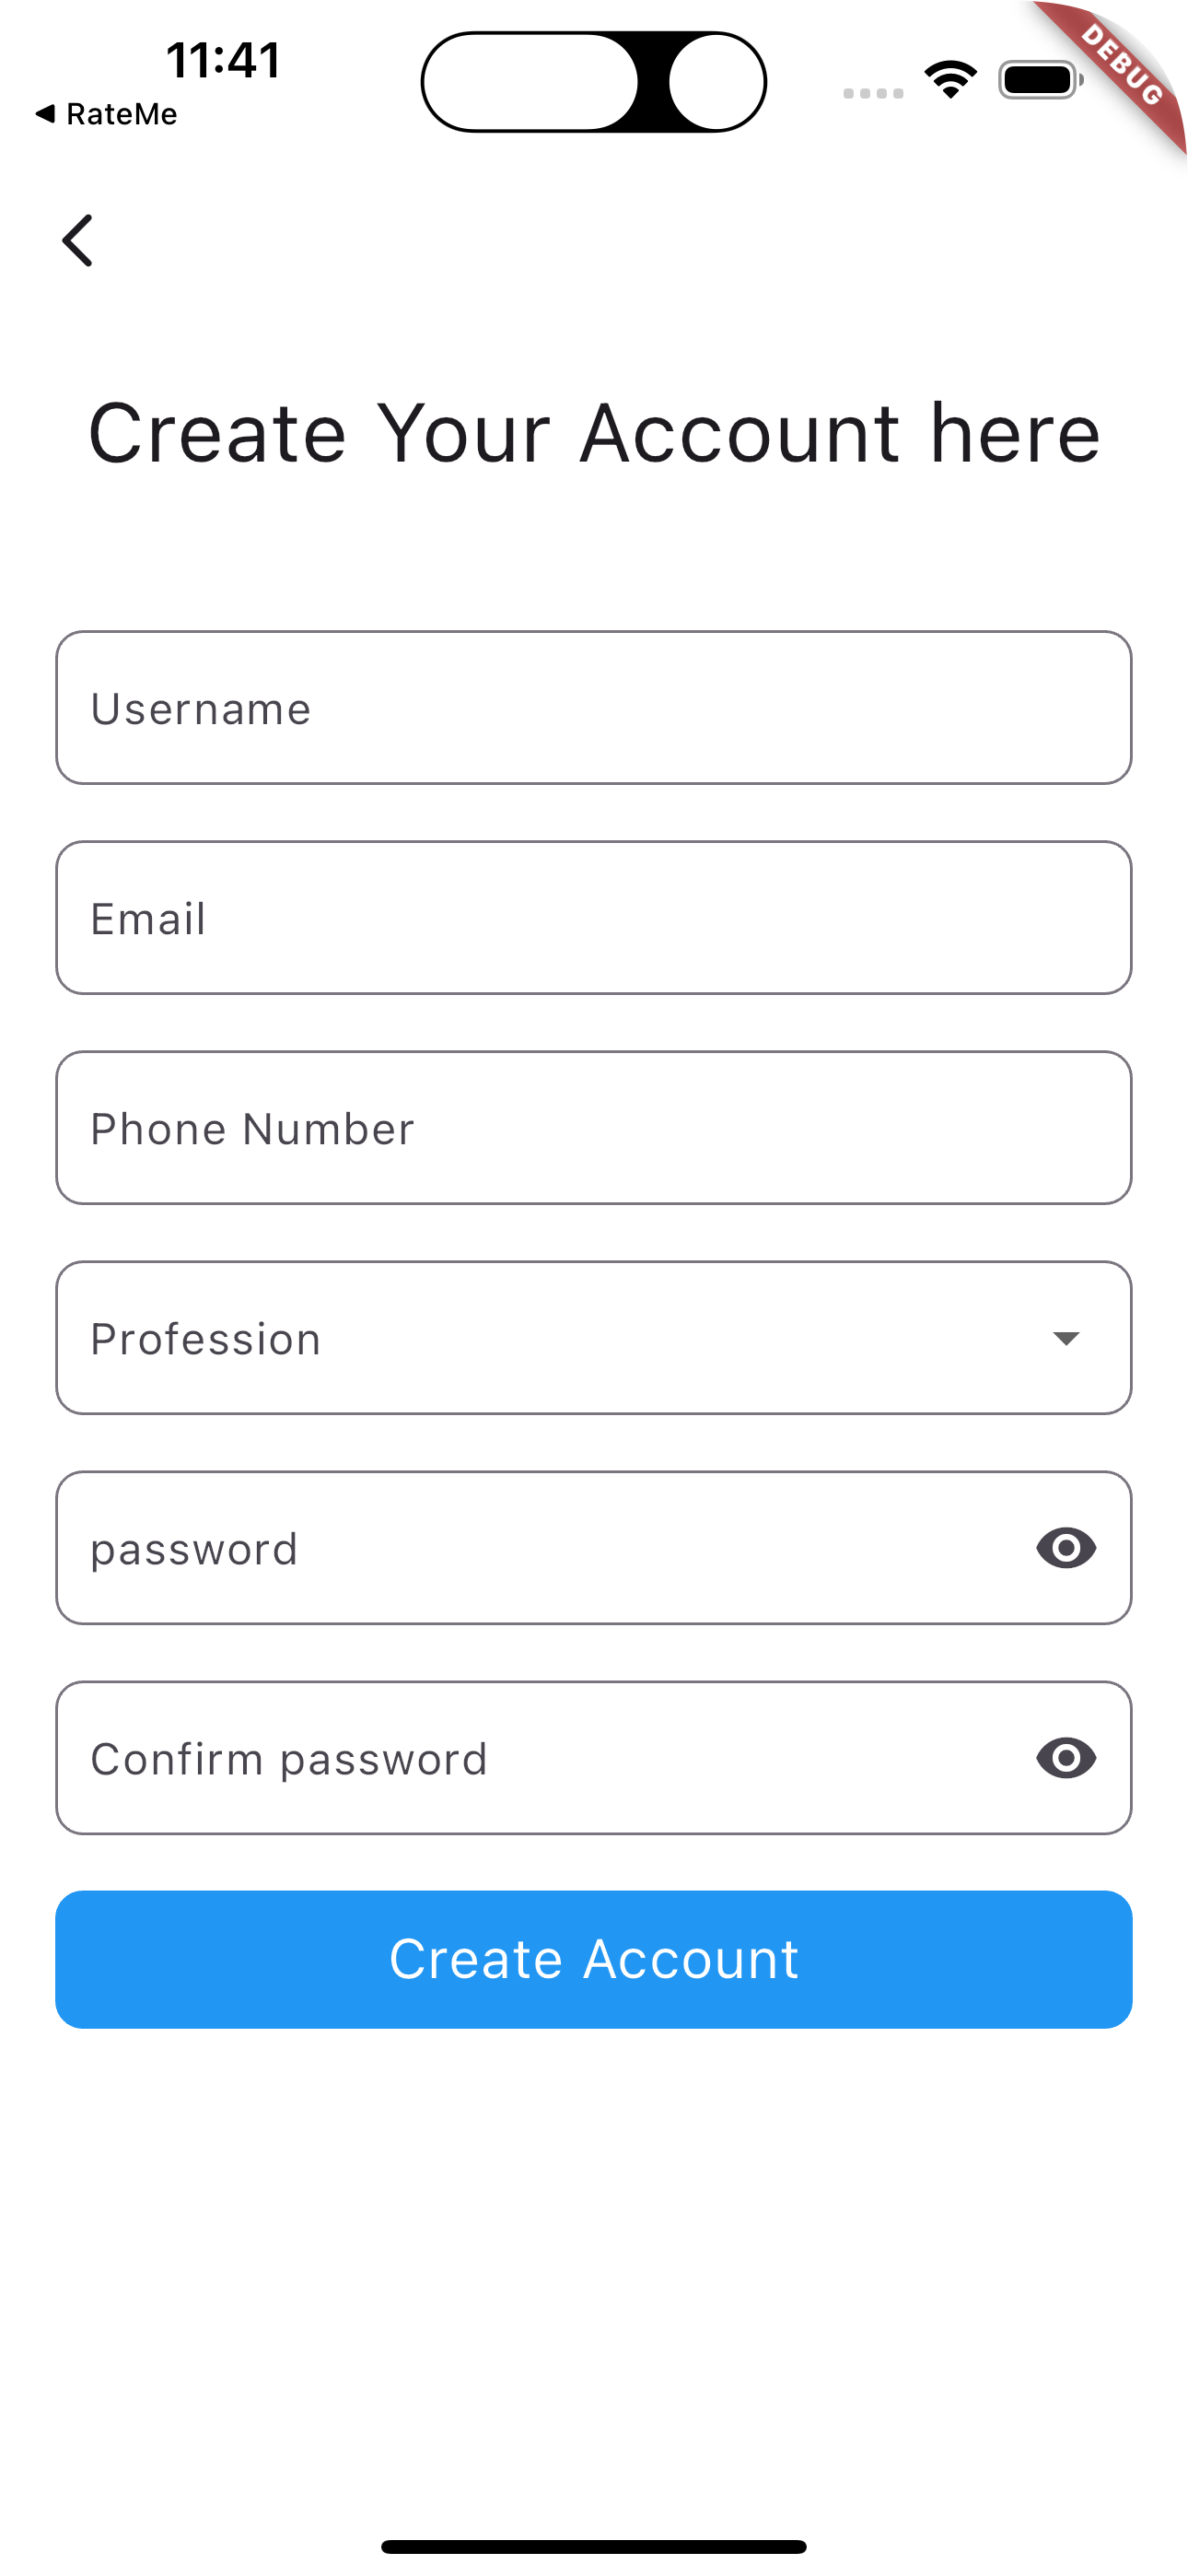 11:41
RateMe
DEBUG
Create Your Account here
Username
Email
Phone Number
Profession
password
Confirm password
Create Account